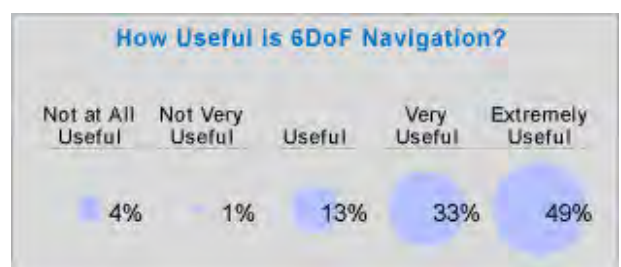 How Useful is 6DoF Navigation?
Not at All Useful
Not Very Useful
Useful
Very Useful
Extremely Useful
4% 1% 13% 33% 49%